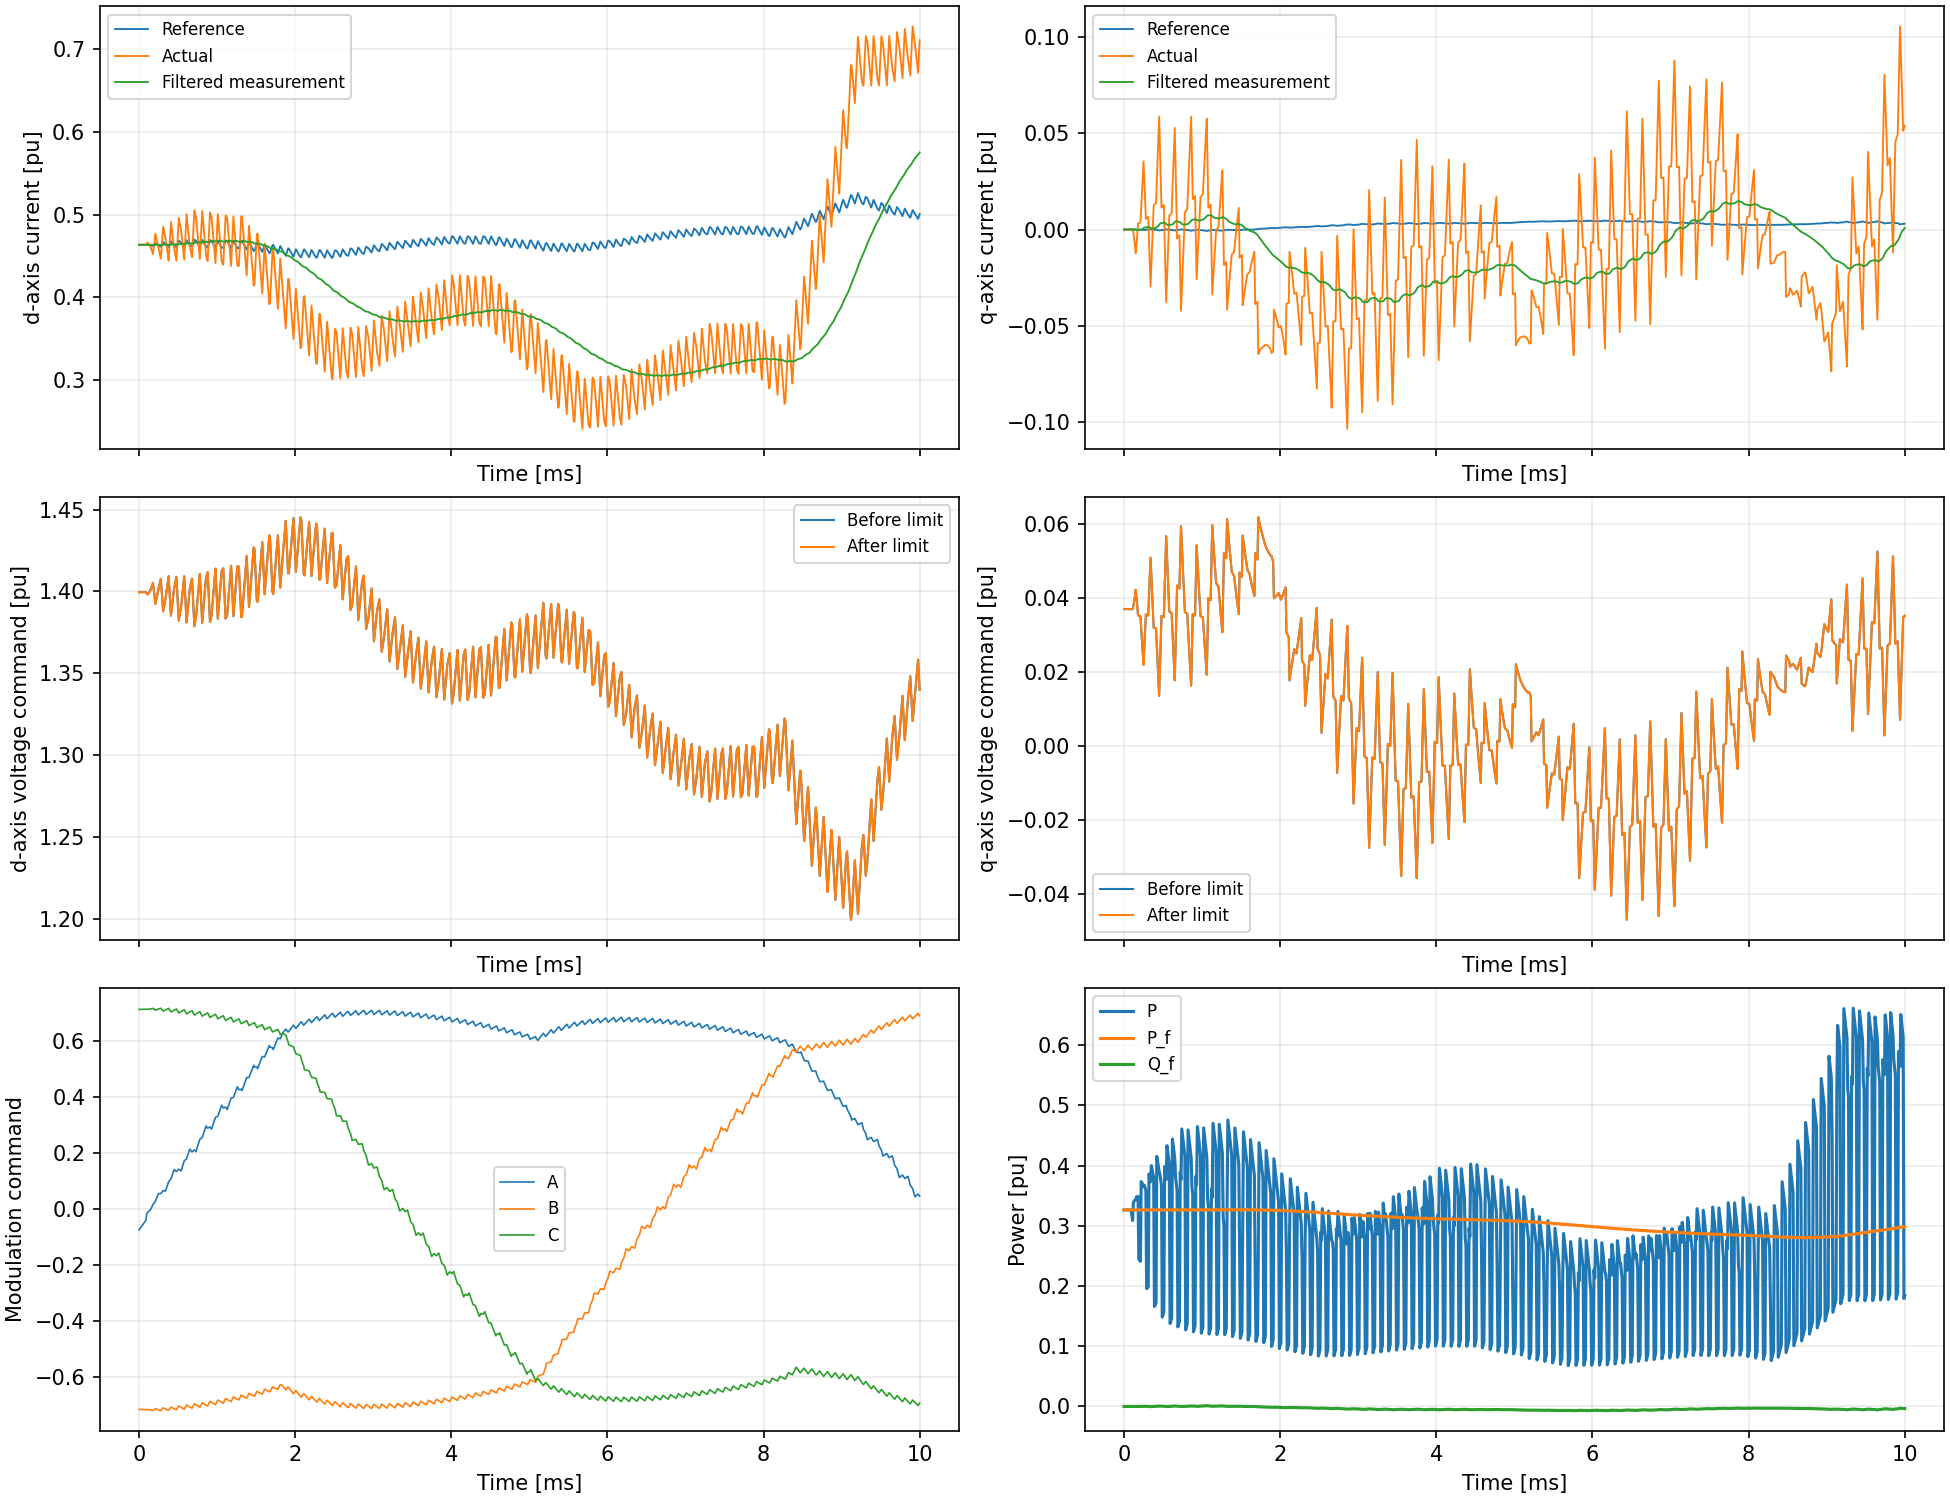 Reference
Actual
Filtered measurement
0.7
0.6
0.5
0.4
0.3
d-axis current [pu]
Time [ms]
Reference
Actual
Filtered measurement
0.10
0.05
0.00
−0.05
−0.10
q-axis current [pu]
Time [ms]
Before limit
After limit
1.45
1.40
1.35
1.30
1.25
1.20
d-axis voltage command [pu]
Time [ms]
Before limit
After limit
0.06
0.04
0.02
0.00
−0.02
−0.04
q-axis voltage command [pu]
Time [ms]
A
B
C
0.6
0.4
0.2
0.0
−0.2
−0.4
−0.6
Modulation command
0 2 4 6 8 10
Time [ms]
P
P_f
Q_f
0.6
0.5
0.4
0.3
0.2
0.1
0.0
Power [pu]
0 2 4 6 8 10
Time [ms]